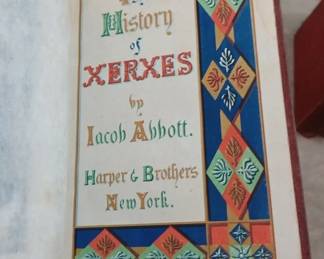 History
of
XERXES
by
Jacob Abbott.
Harper & Brothers
New York.